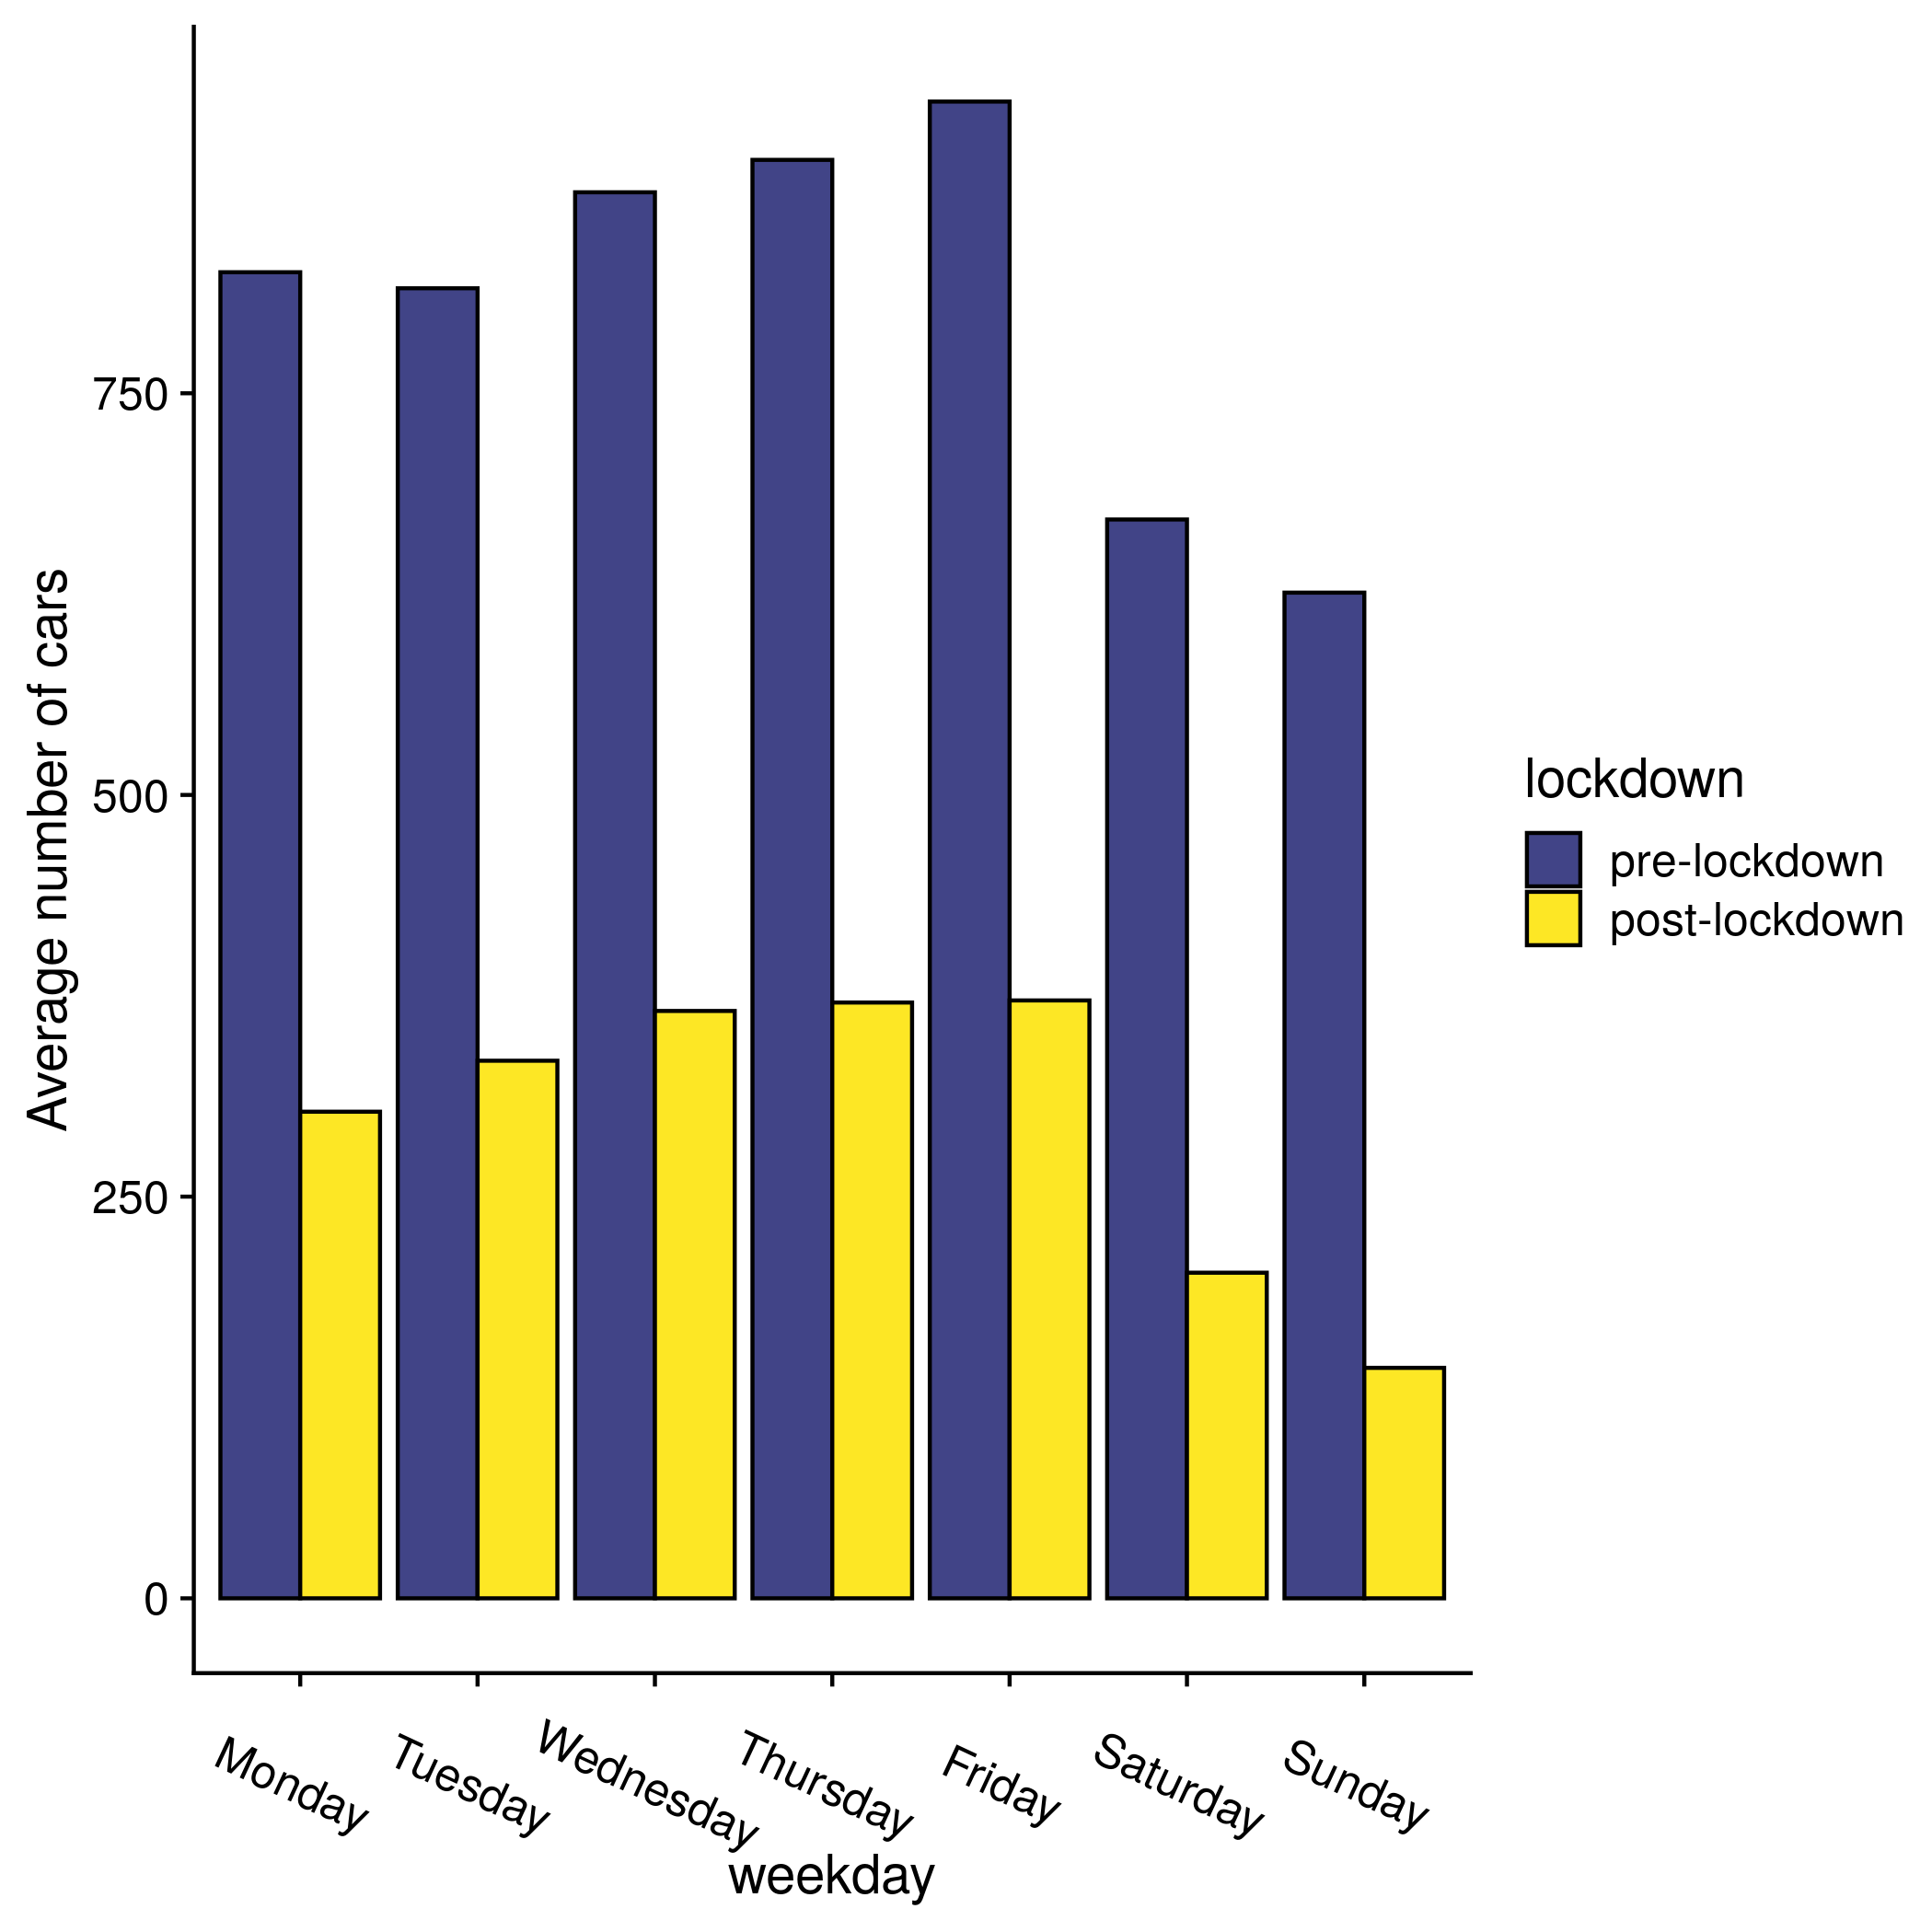 Average number of cars
750
500
250
0
Monday
Tuesday
Wednesday
Thursday
Friday
Saturday
Sunday
weekday
lockdown
pre-lockdown
post-lockdown